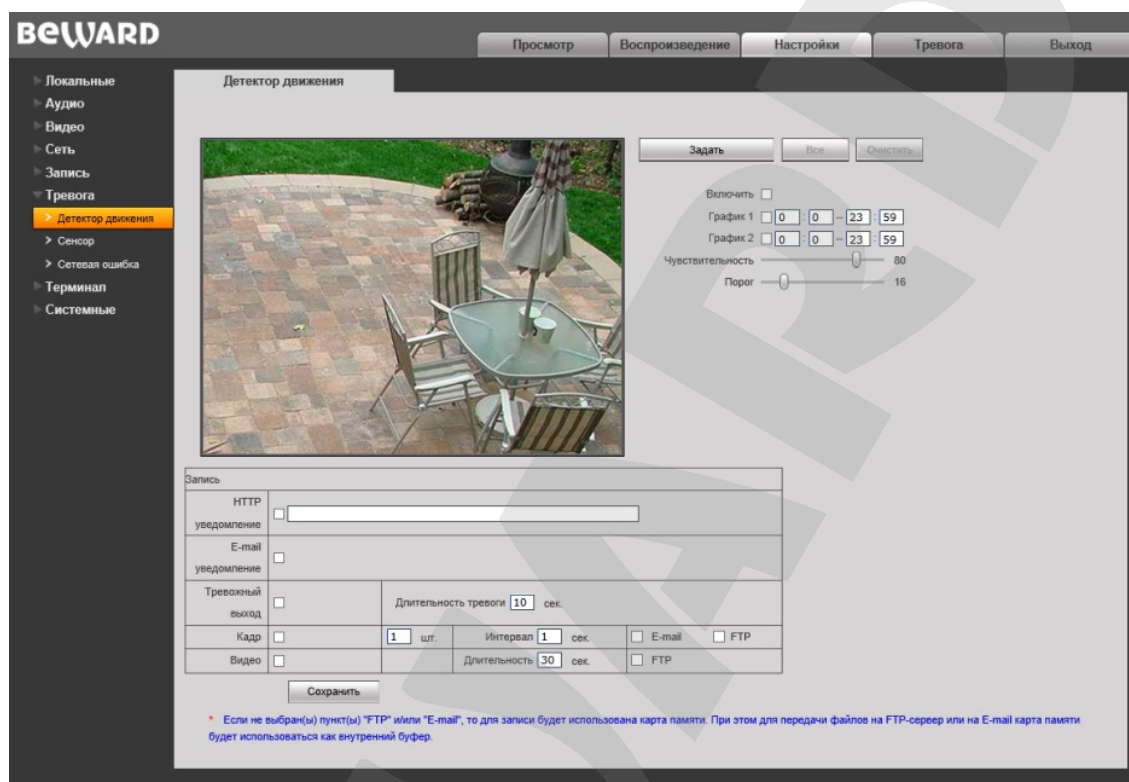 BEWARD
Просмотр Воспроизведение Настройки Тревога Выход
Локальные
Аудио
Видео
Сеть
Запись
Тревога
Детектор движения
Сенсор
Сетевая ошибка
Терминал
Системные
Детектор движения
Задать Все Очистить
Включить
График 1 0 : 0 – 23 : 59
График 2 0 : 0 – 23 : 59
Чувствительность 80
Порог 16
Запись
HTTP
уведомление
E-mail
уведомление
Тревожный
выход
Длительность тревоги 10 сек.
Кадр 1 шт. Интервал 1 сек. E-mail FTP
Видео Длительность 30 сек. FTP
Сохранить
* Если не выбран(ы) пункт(ы) "FTP" и/или "E-mail", то для записи будет использована карта памяти. При этом для передачи файлов на FTP-сервер или на E-mail карта памяти
будет использоваться как внутренний буфер.